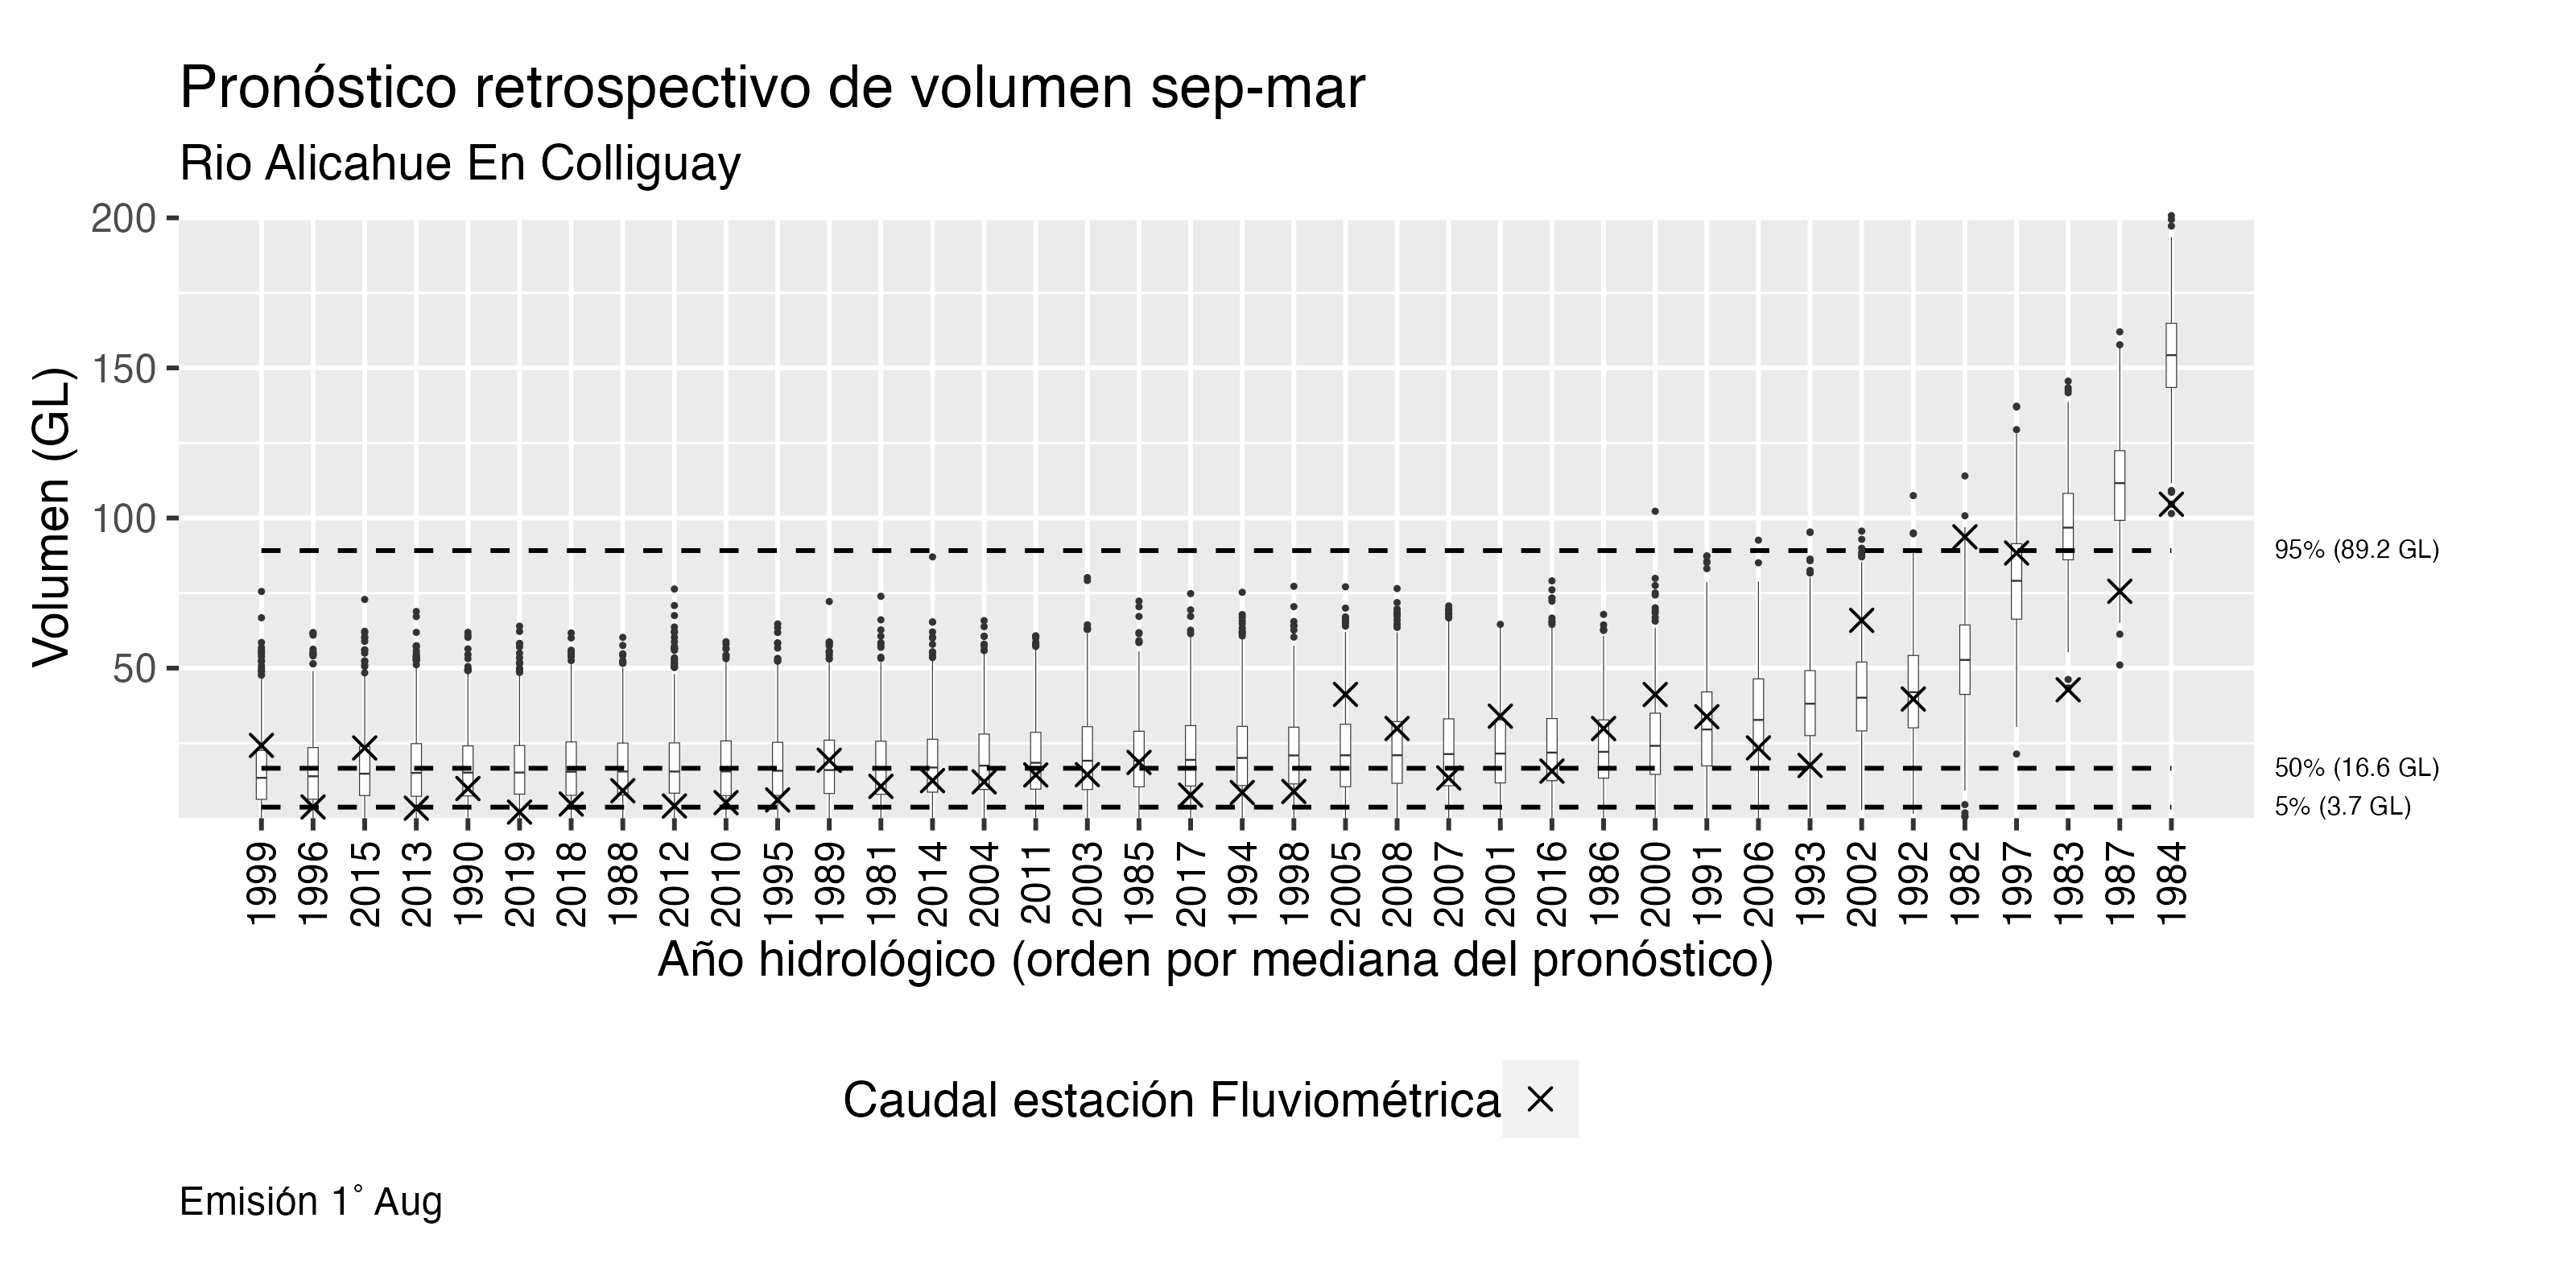 Pronóstico retrospectivo de volumen sep-mar
Rio Alicahue En Colliguay
Volumen (GL)
200
150
100
50
95% (89.2 GL)
50% (16.6 GL)
5% (3.7 GL)
1999 1996 2015 2013 1990 2019 2018 1988 2012 2010 1995 1989 1981 2014 2004 2011 2003 1985 2017 1994 1998 2005 2008 2007 2001 2016 1986 2000 1991 2006 1993 2002 1992 1982 1997 1983 1987 1984
Año hidrológico (orden por mediana del pronóstico)
Caudal estación Fluviométrica
Emisión 1° Aug